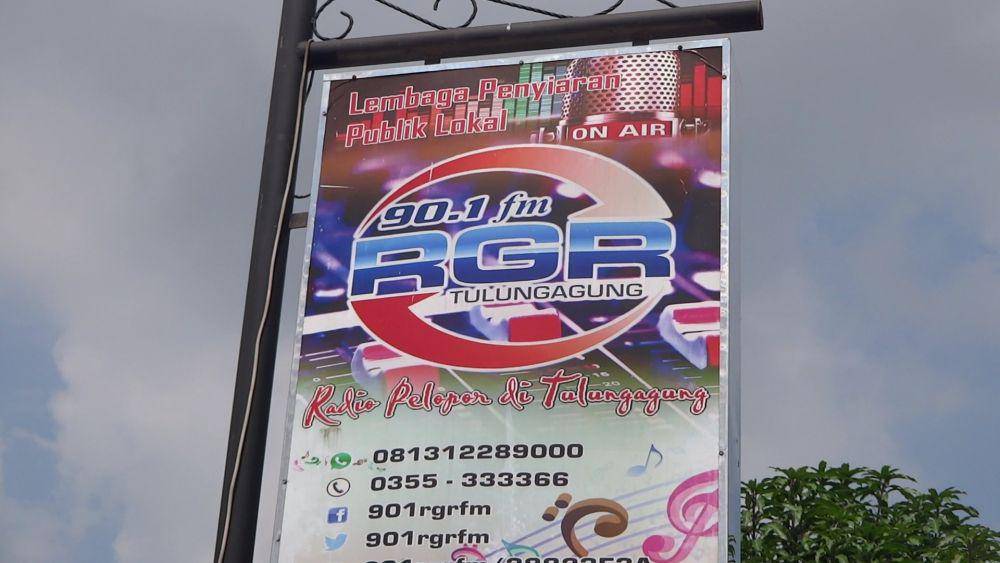 Lembaga Penyiaran
Publik Lokal
ON AIR
90.1 fm
RGR
TULUNGAGUNG
Radio Pelopor di Tulungagung
081312289000
0355 - 333366
901rgrfm
901rgrfm